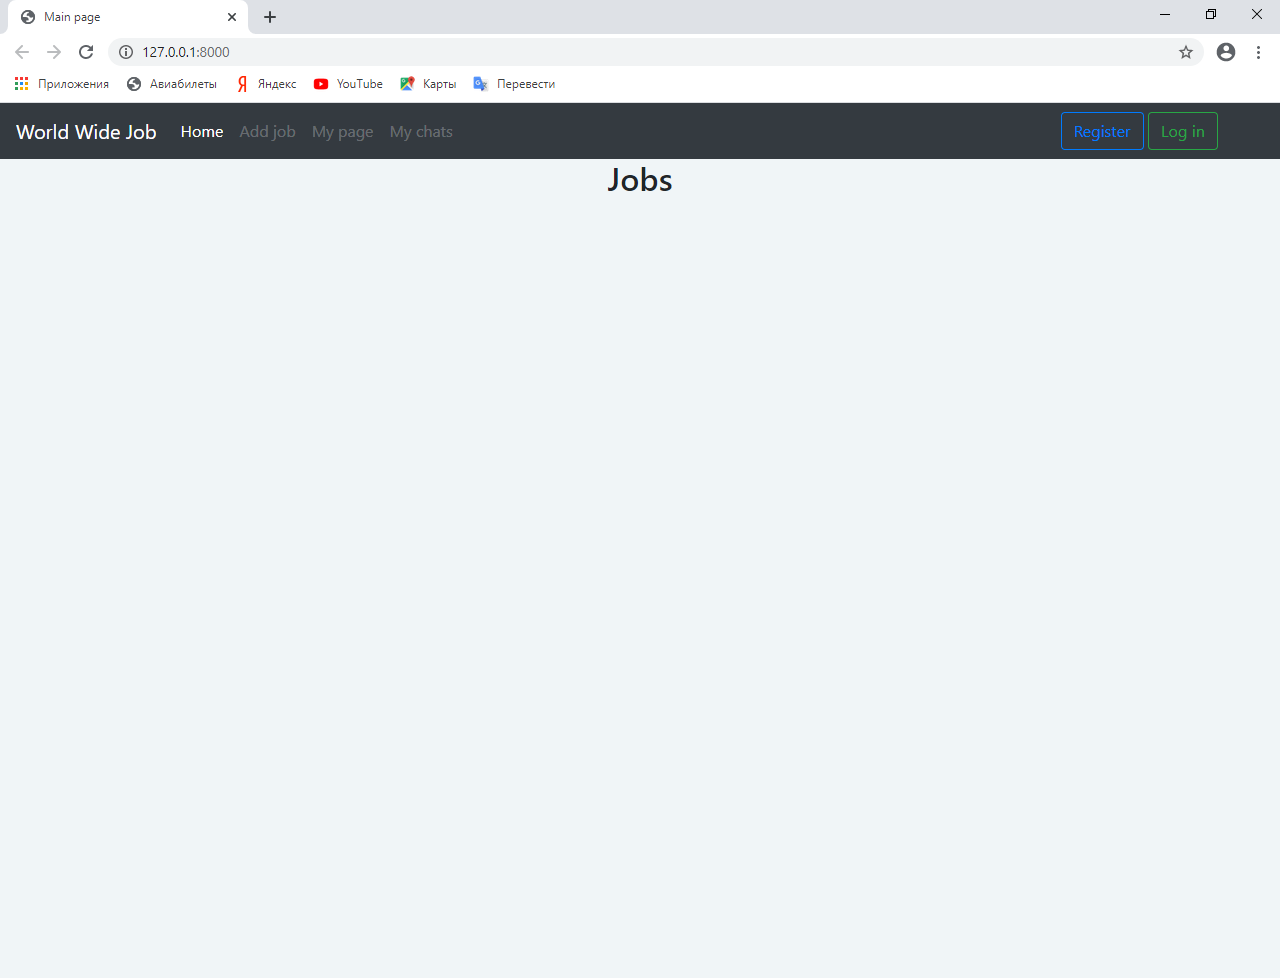 Main page
127.0.0.1:8000
Приложения Авиабилеты Яндекс YouTube Карты Перевести
World Wide Job Home Add job My page My chats Register Log in
Jobs